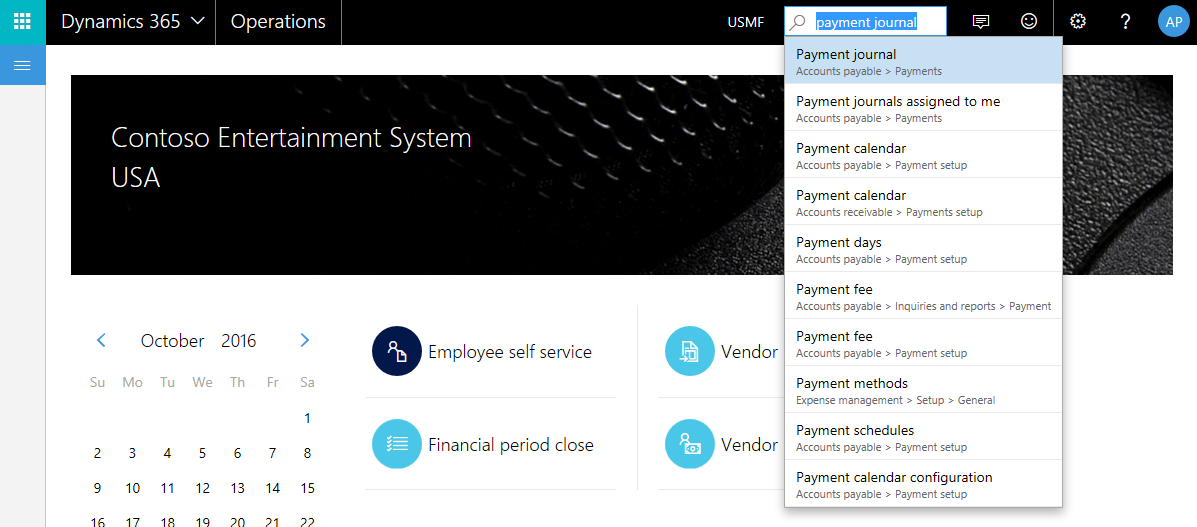 Dynamics 365 Operations USMF payment journal ? AP
Payment journal
Accounts payable > Payments
Payment journals assigned to me
Accounts payable > Payments
Payment calendar
Accounts payable > Payment setup
Payment calendar
Accounts receivable > Payments setup
Payment days
Accounts payable > Payment setup
Payment fee
Accounts payable > Inquiries and reports > Payment
Payment fee
Accounts payable > Payment setup
Payment methods
Expense management > Setup > General
Payment schedules
Accounts payable > Payment setup
Payment calendar configuration
Accounts payable > Payment setup
Contoso Entertainment System
USA
October 2016
Su Mo Tu We Th Fr Sa
1
2 3 4 5 6 7 8
9 10 11 12 13 14 15
16 17 18 19 20 21 22
Employee self service
Financial period close
Vendor
Vendor